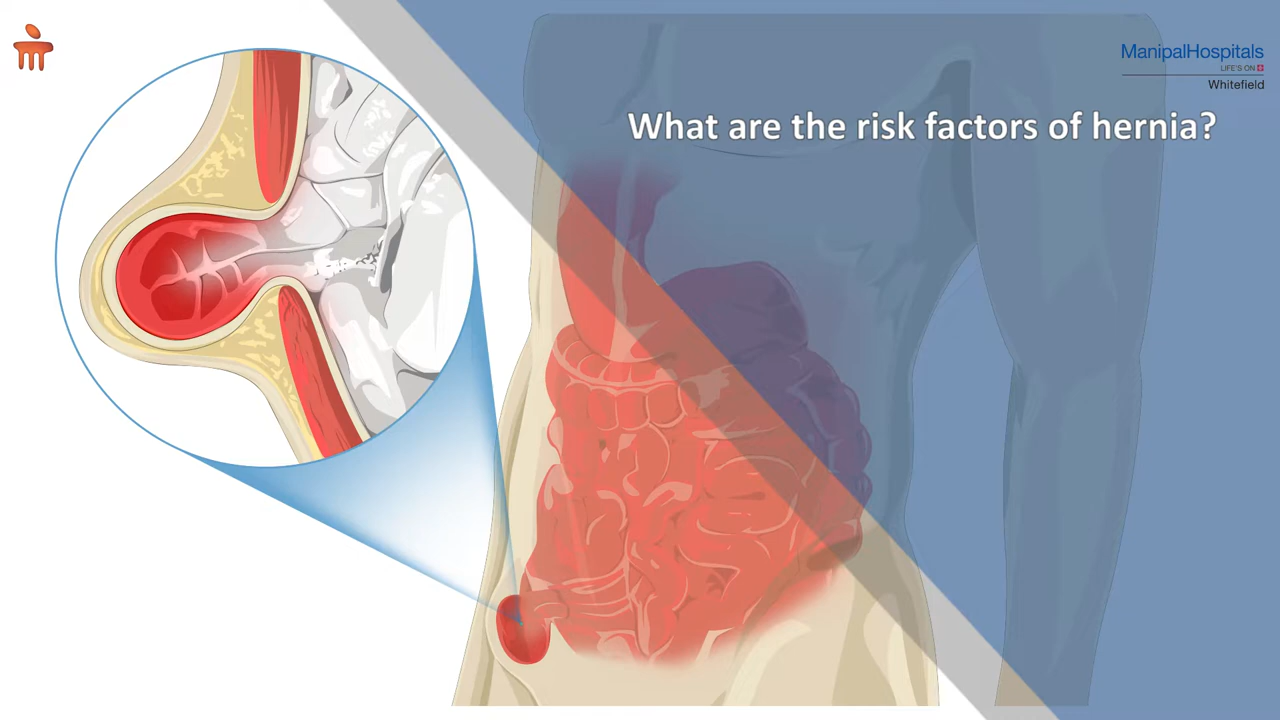 ManipalHospitals
LIFE'S ON
Whitefield
What are the risk factors of hernia?